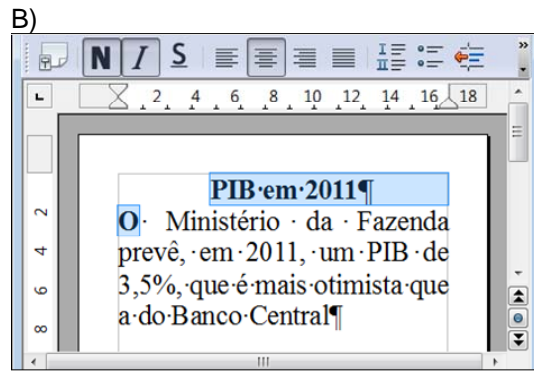 B)
N I S
2 4 6 8 10 12 14 16 18
PIB·em·2011¶
O· Ministério · da · Fazenda
prevê, ·em·2011, ·um·PIB ·de
3,5%, ·que·é·mais·otimista·que
a·do·Banco·Central¶
2
4
6
8